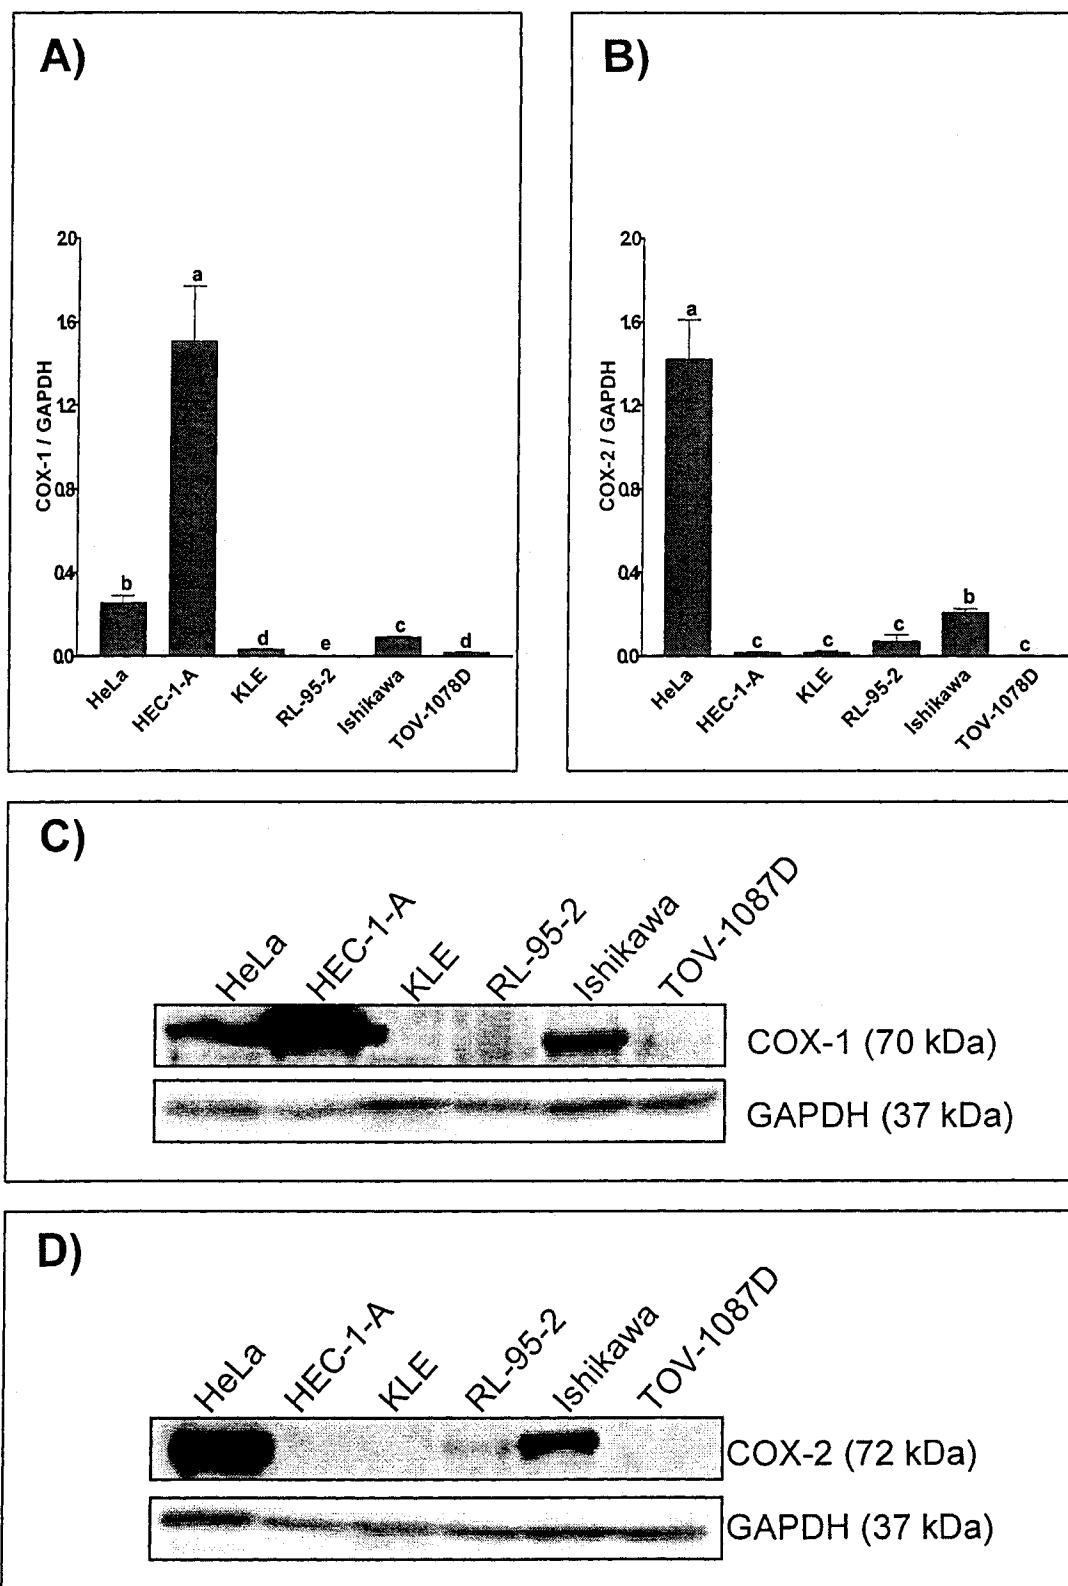 A)
COX-1 / GAPDH
2.0
1.6
1.2
0.8
0.4
0.0
b
a
d
e
c
d
HeLa
HEC-1-A
KLE
RL-95-2
Ishikawa
TOV-1078D
B)
COX-2 / GAPDH
2.0
1.6
1.2
0.8
0.4
0.0
a
c
c
c
b
c
HeLa
HEC-1-A
KLE
RL-95-2
Ishikawa
TOV-1078D
C)
HeLa
HEC-1-A
KLE
RL-95-2
Ishikawa
TOV-1087D
COX-1 (70 kDa)
GAPDH (37 kDa)
D)
HeLa
HEC-1-A
KLE
RL-95-2
Ishikawa
TOV-1087D
COX-2 (72 kDa)
GAPDH (37 kDa)